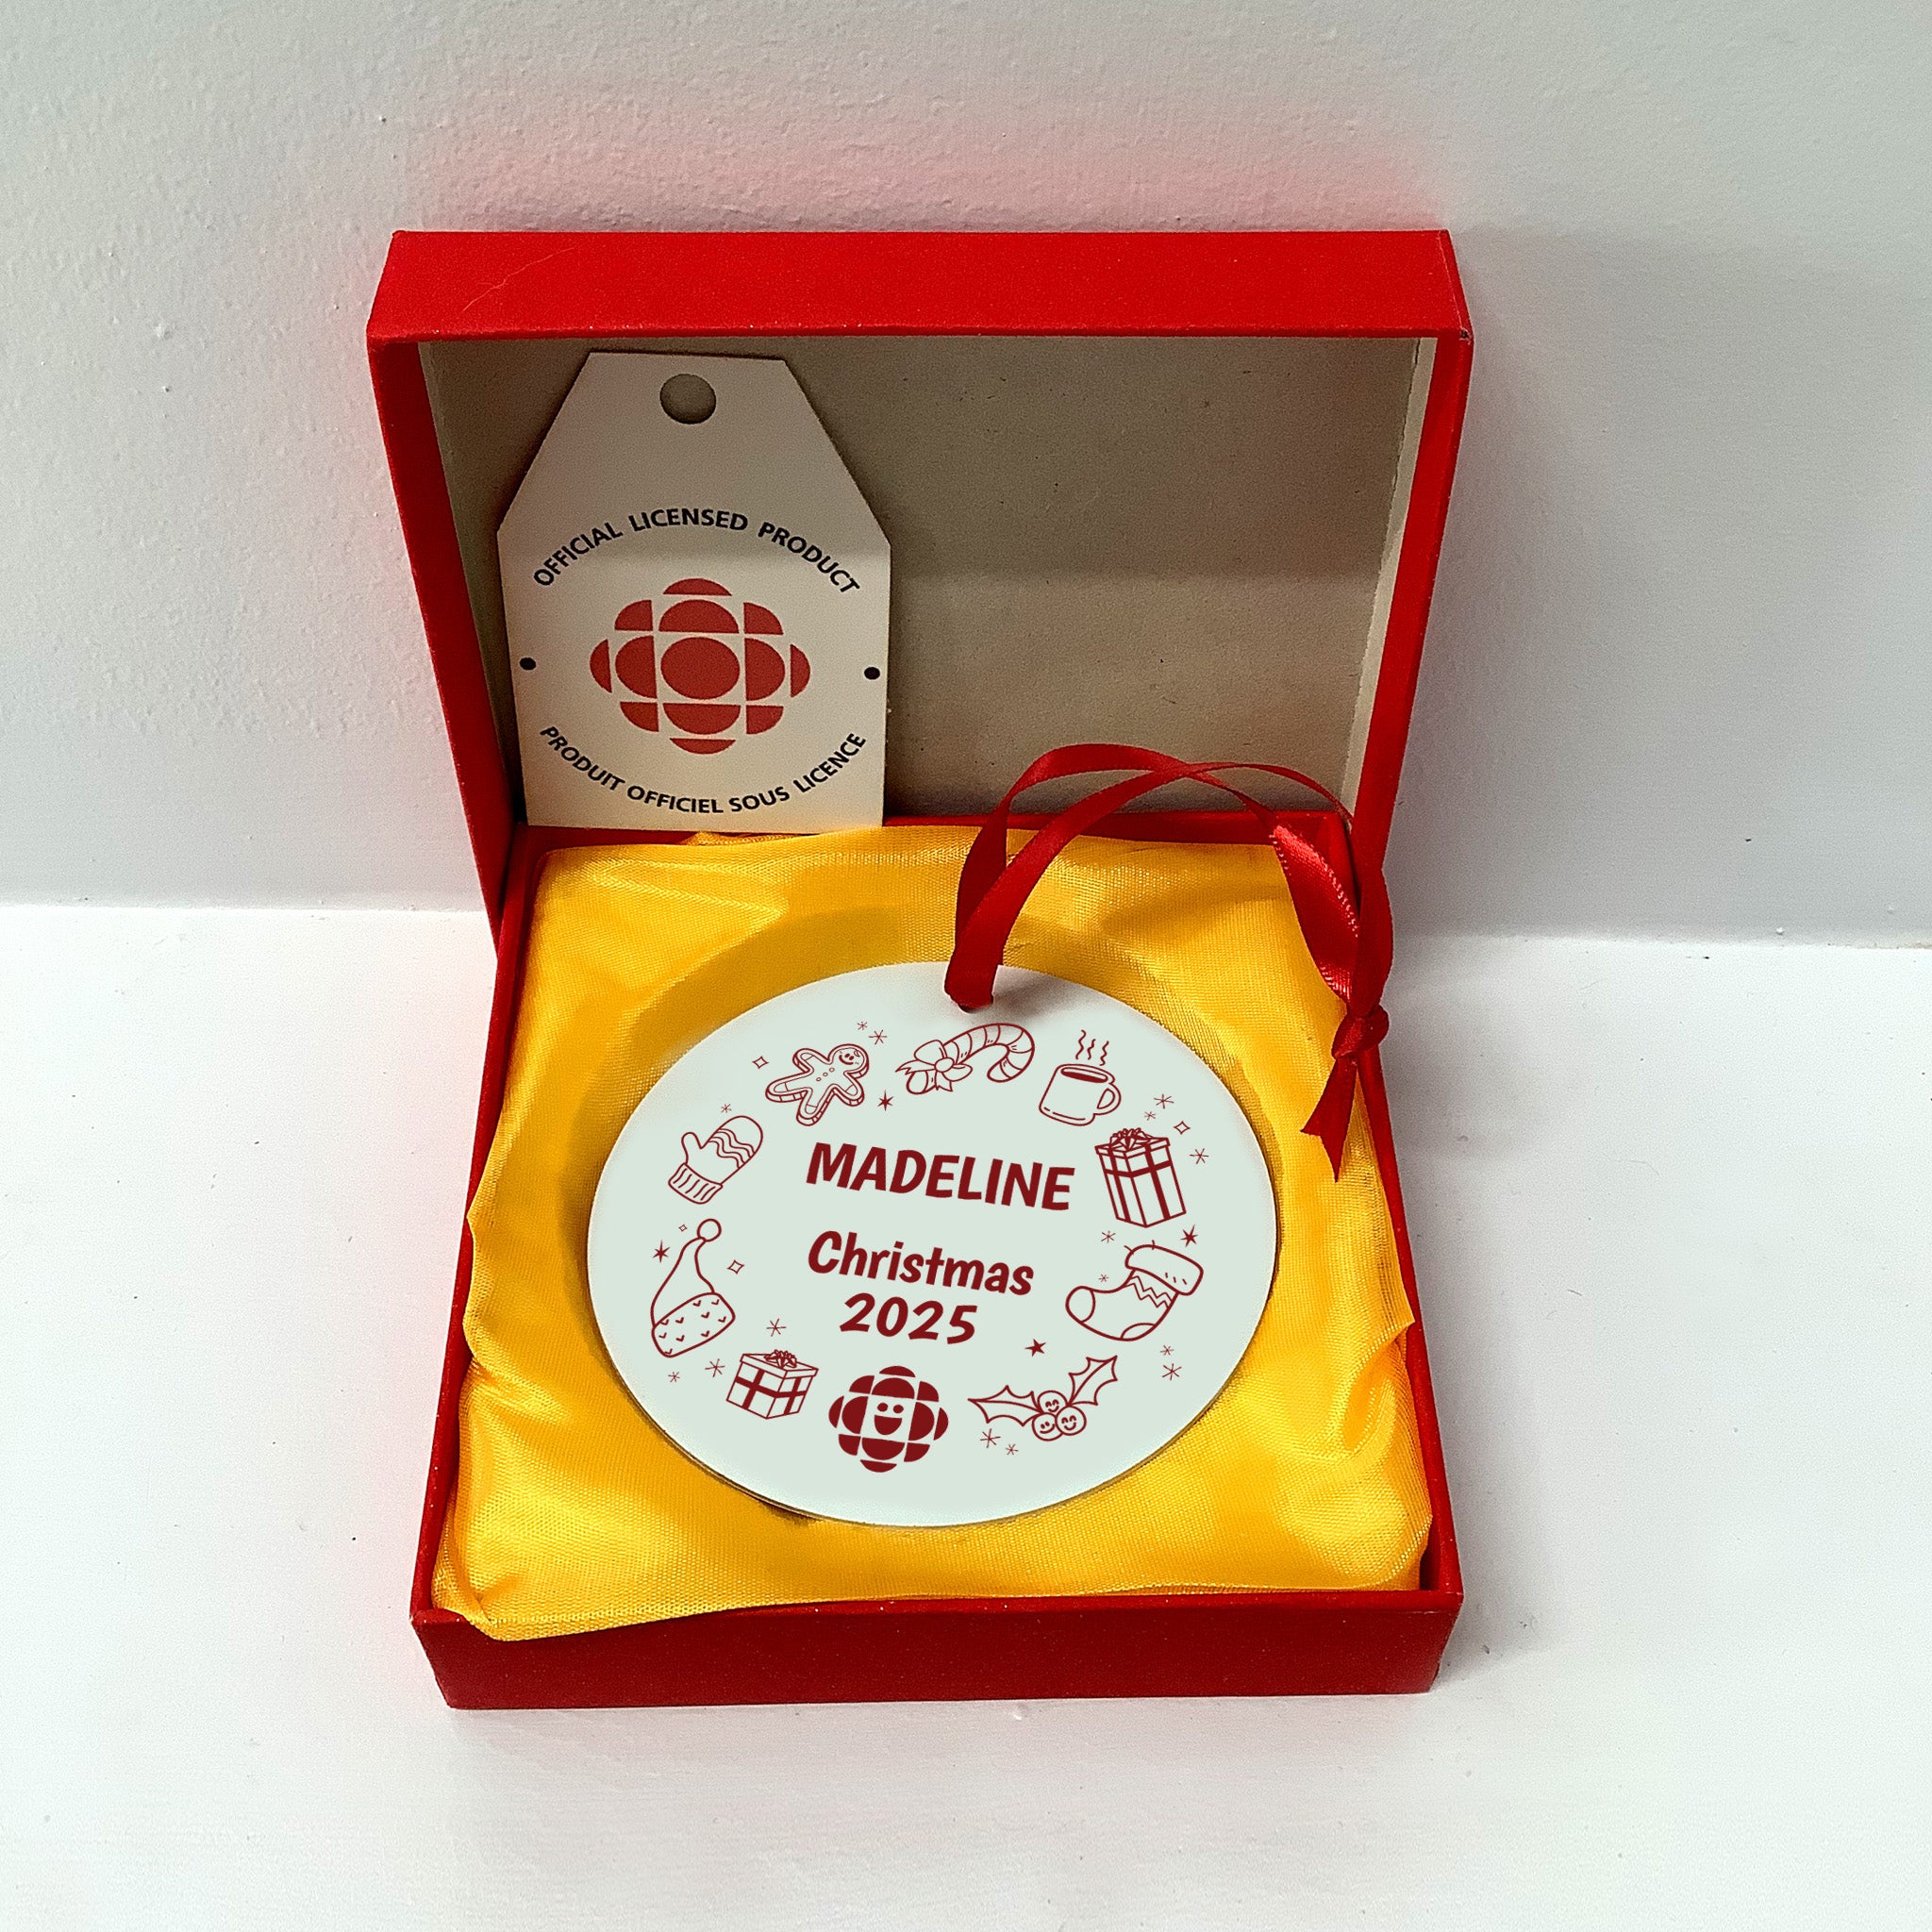 OFFICIAL LICENSED PRODUCT
PRODUIT OFFICIEL SOUS LICENCE
MADELINE
Christmas
2025